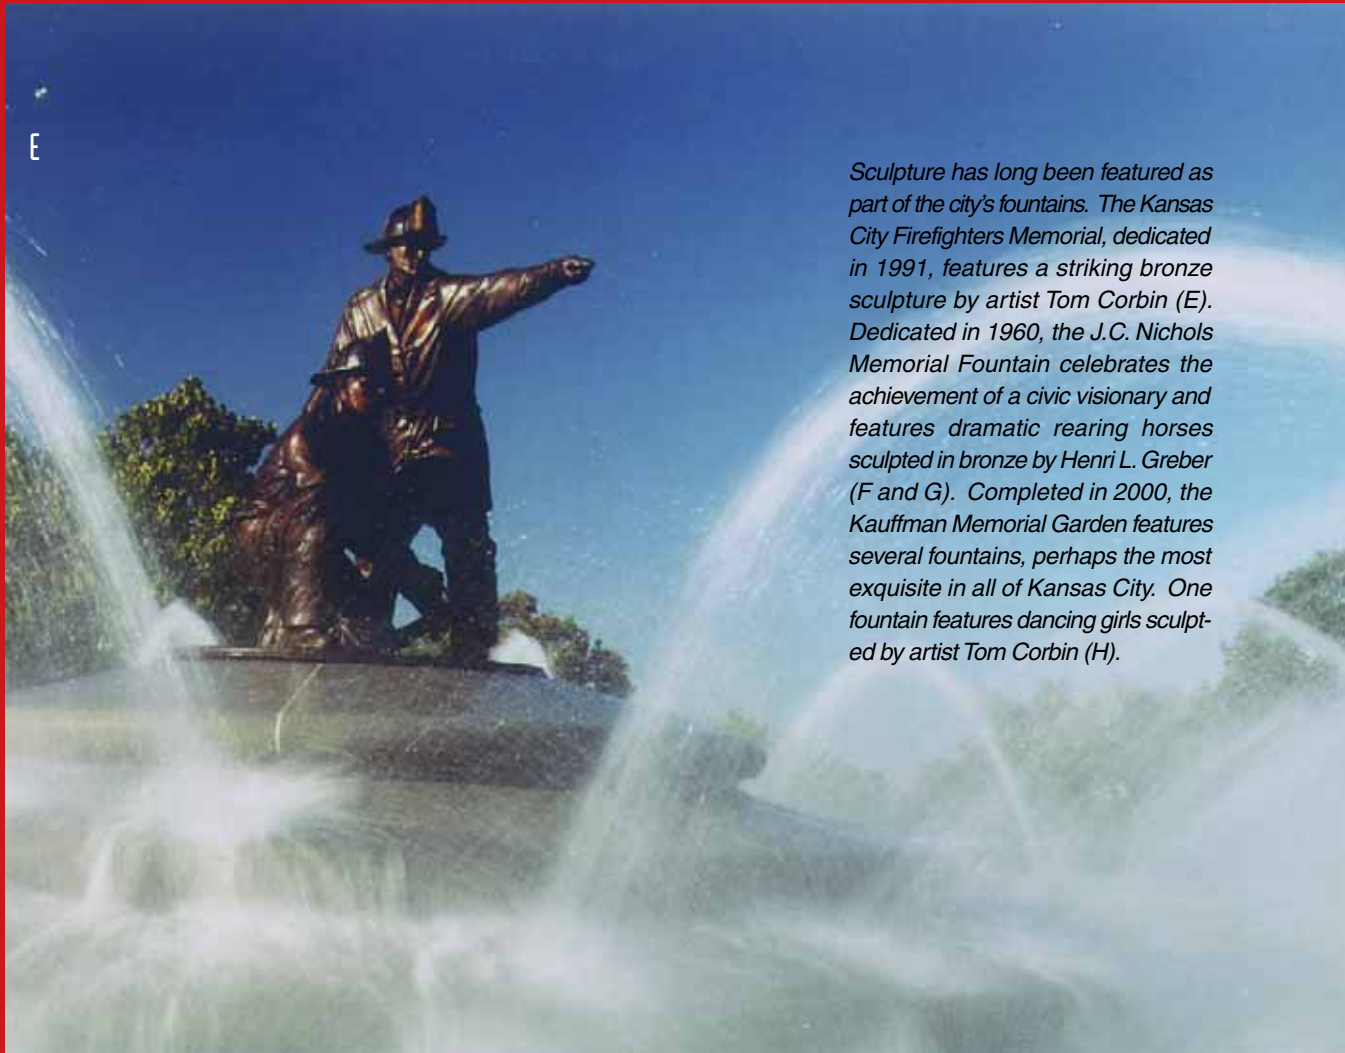 E
Sculpture has long been featured as
part of the city's fountains. The Kansas
City Firefighters Memorial, dedicated
in 1991, features a striking bronze
sculpture by artist Tom Corbin (E).
Dedicated in 1960, the J.C. Nichols
Memorial Fountain celebrates the
achievement of a civic visionary and
features dramatic rearing horses
sculpted in bronze by Henri L. Greber
(F and G). Completed in 2000, the
Kauffman Memorial Garden features
several fountains, perhaps the most
exquisite in all of Kansas City. One
fountain features dancing girls sculpt-
ed by artist Tom Corbin (H).